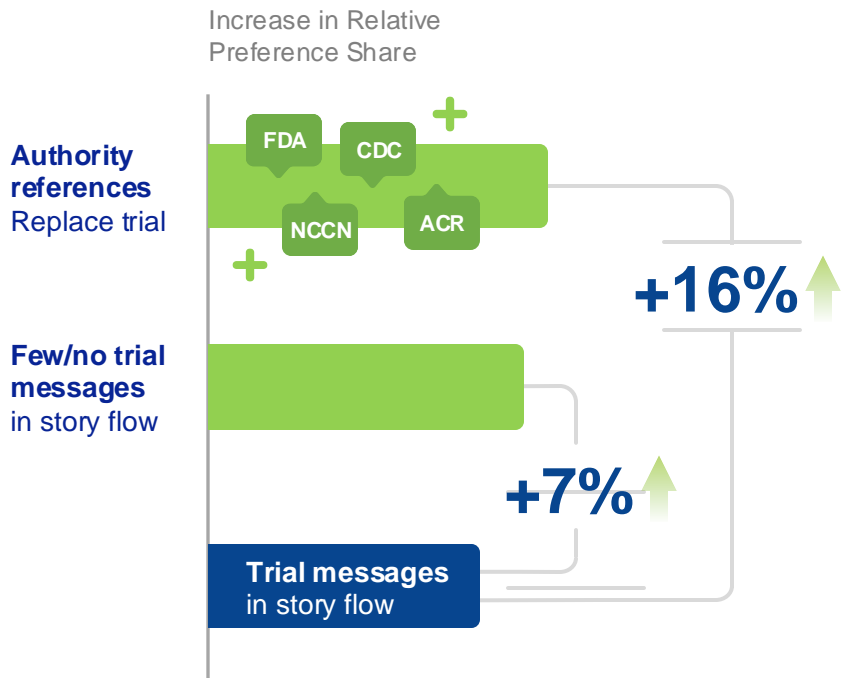 Increase in Relative
Preference Share
Authority
references
Replace trial
FDA
CDC
NCCN
ACR
+16%
Few/no trial
messages
in story flow
+7%
Trial messages
in story flow